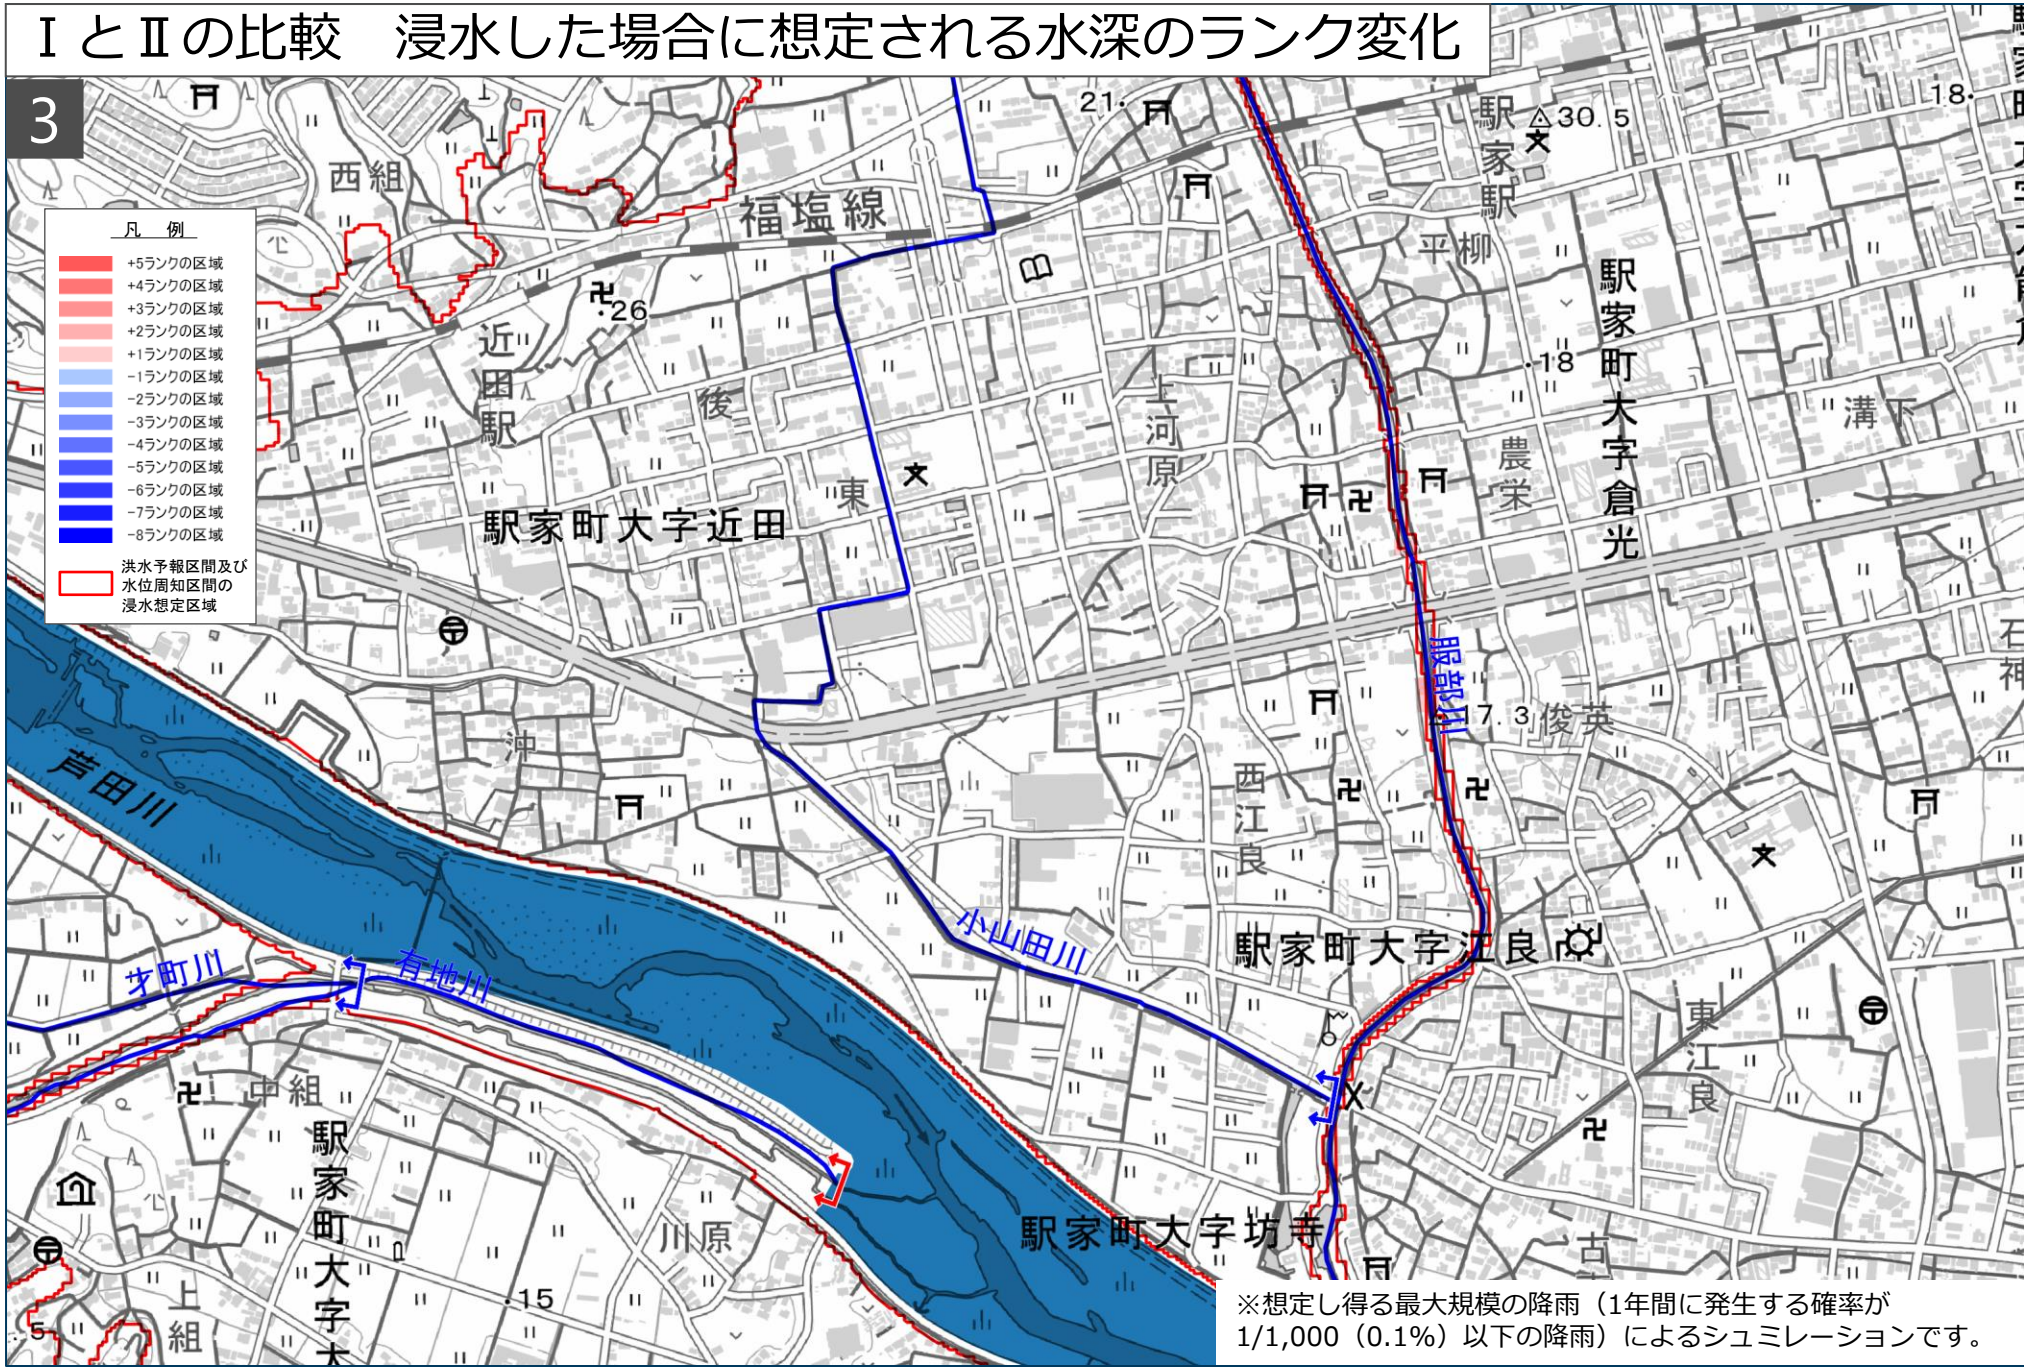 ⅠとⅡの比較　浸水した場合に想定される水深のランク変化
3
凡 例
+5ランクの区域
+4ランクの区域
+3ランクの区域
+2ランクの区域
+1ランクの区域
-1ランクの区域
-2ランクの区域
-3ランクの区域
-4ランクの区域
-5ランクの区域
-6ランクの区域
-7ランクの区域
-8ランクの区域
洪水予報区間及び
水位周知区間の
浸水想定区域
西組
福塩線
21
駅家駅
30.5
18
平柳
26
近田駅
後
上河原
18
駅家町大字倉光
溝下
農栄
東
駅家町大字近田
服部川
石神
17.3
俊英
沖
西江良
芦田川
小山田川
駅家町大字江良
才町川
有地川
東江良
中組
駅家町大字大
川原
駅家町大字坊寺
古
15
上組
5
※想定し得る最大規模の降雨（1年間に発生する確率が
1/1,000（0.1%）以下の降雨）によるシュミレーションです。